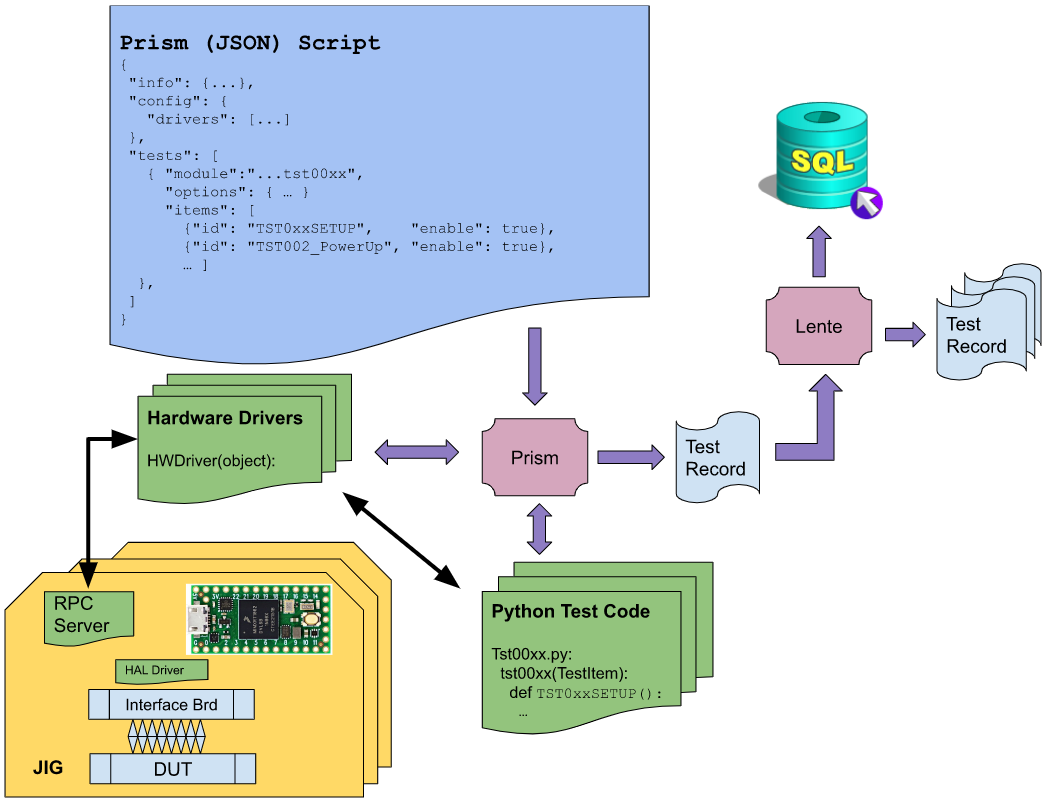 Prism (JSON) Script
{
"info": {...},
"config": {
"drivers": [...]
},
"tests": [
{ "module":"...tst00xx",
"options": { … }
"items": [
{"id": "TST0xxSETUP", "enable": true},
{"id": "TST002_PowerUp", "enable": true},
… ]
},
]
}
SQL
Lente
Test
Record
Hardware Drivers
HWDriver(object):
Prism
Test
Record
RPC
Server
HAL Driver
Interface Brd
JIG
DUT
Python Test Code
Tst00xx.py:
tst00xx(TestItem):
def TST0xxSETUP():
…